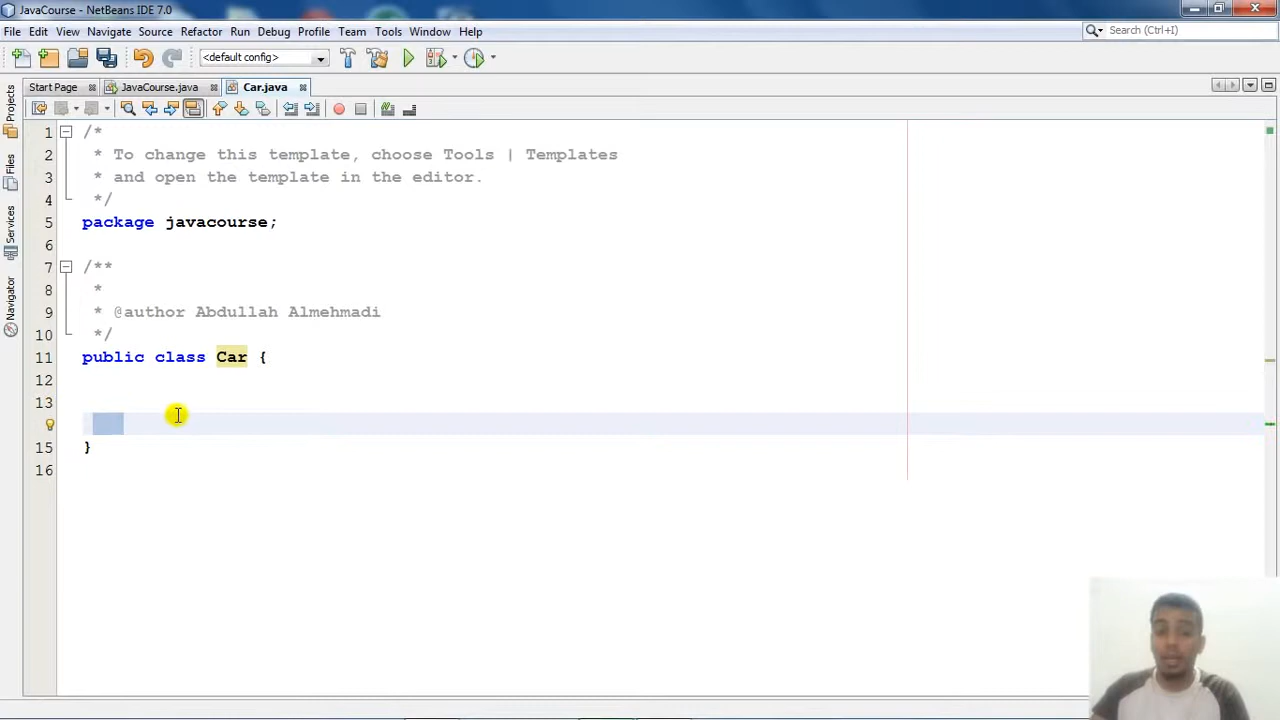 JavaCourse - NetBeans IDE 7.0
File Edit View Navigate Source Refactor Run Debug Profile Team Tools Window Help
Search (Ctrl+I)
<default config>
Start Page JavaCourse.java Car.java
Projects
Files
Services
Navigator
1 /*
2 * To change this template, choose Tools | Templates
3 * and open the template in the editor.
4 */
5 package javacourse;
6
7 /**
8 *
9 * @author Abdullah Almehmadi
10 */
11 public class Car {
12
13
15 }
16